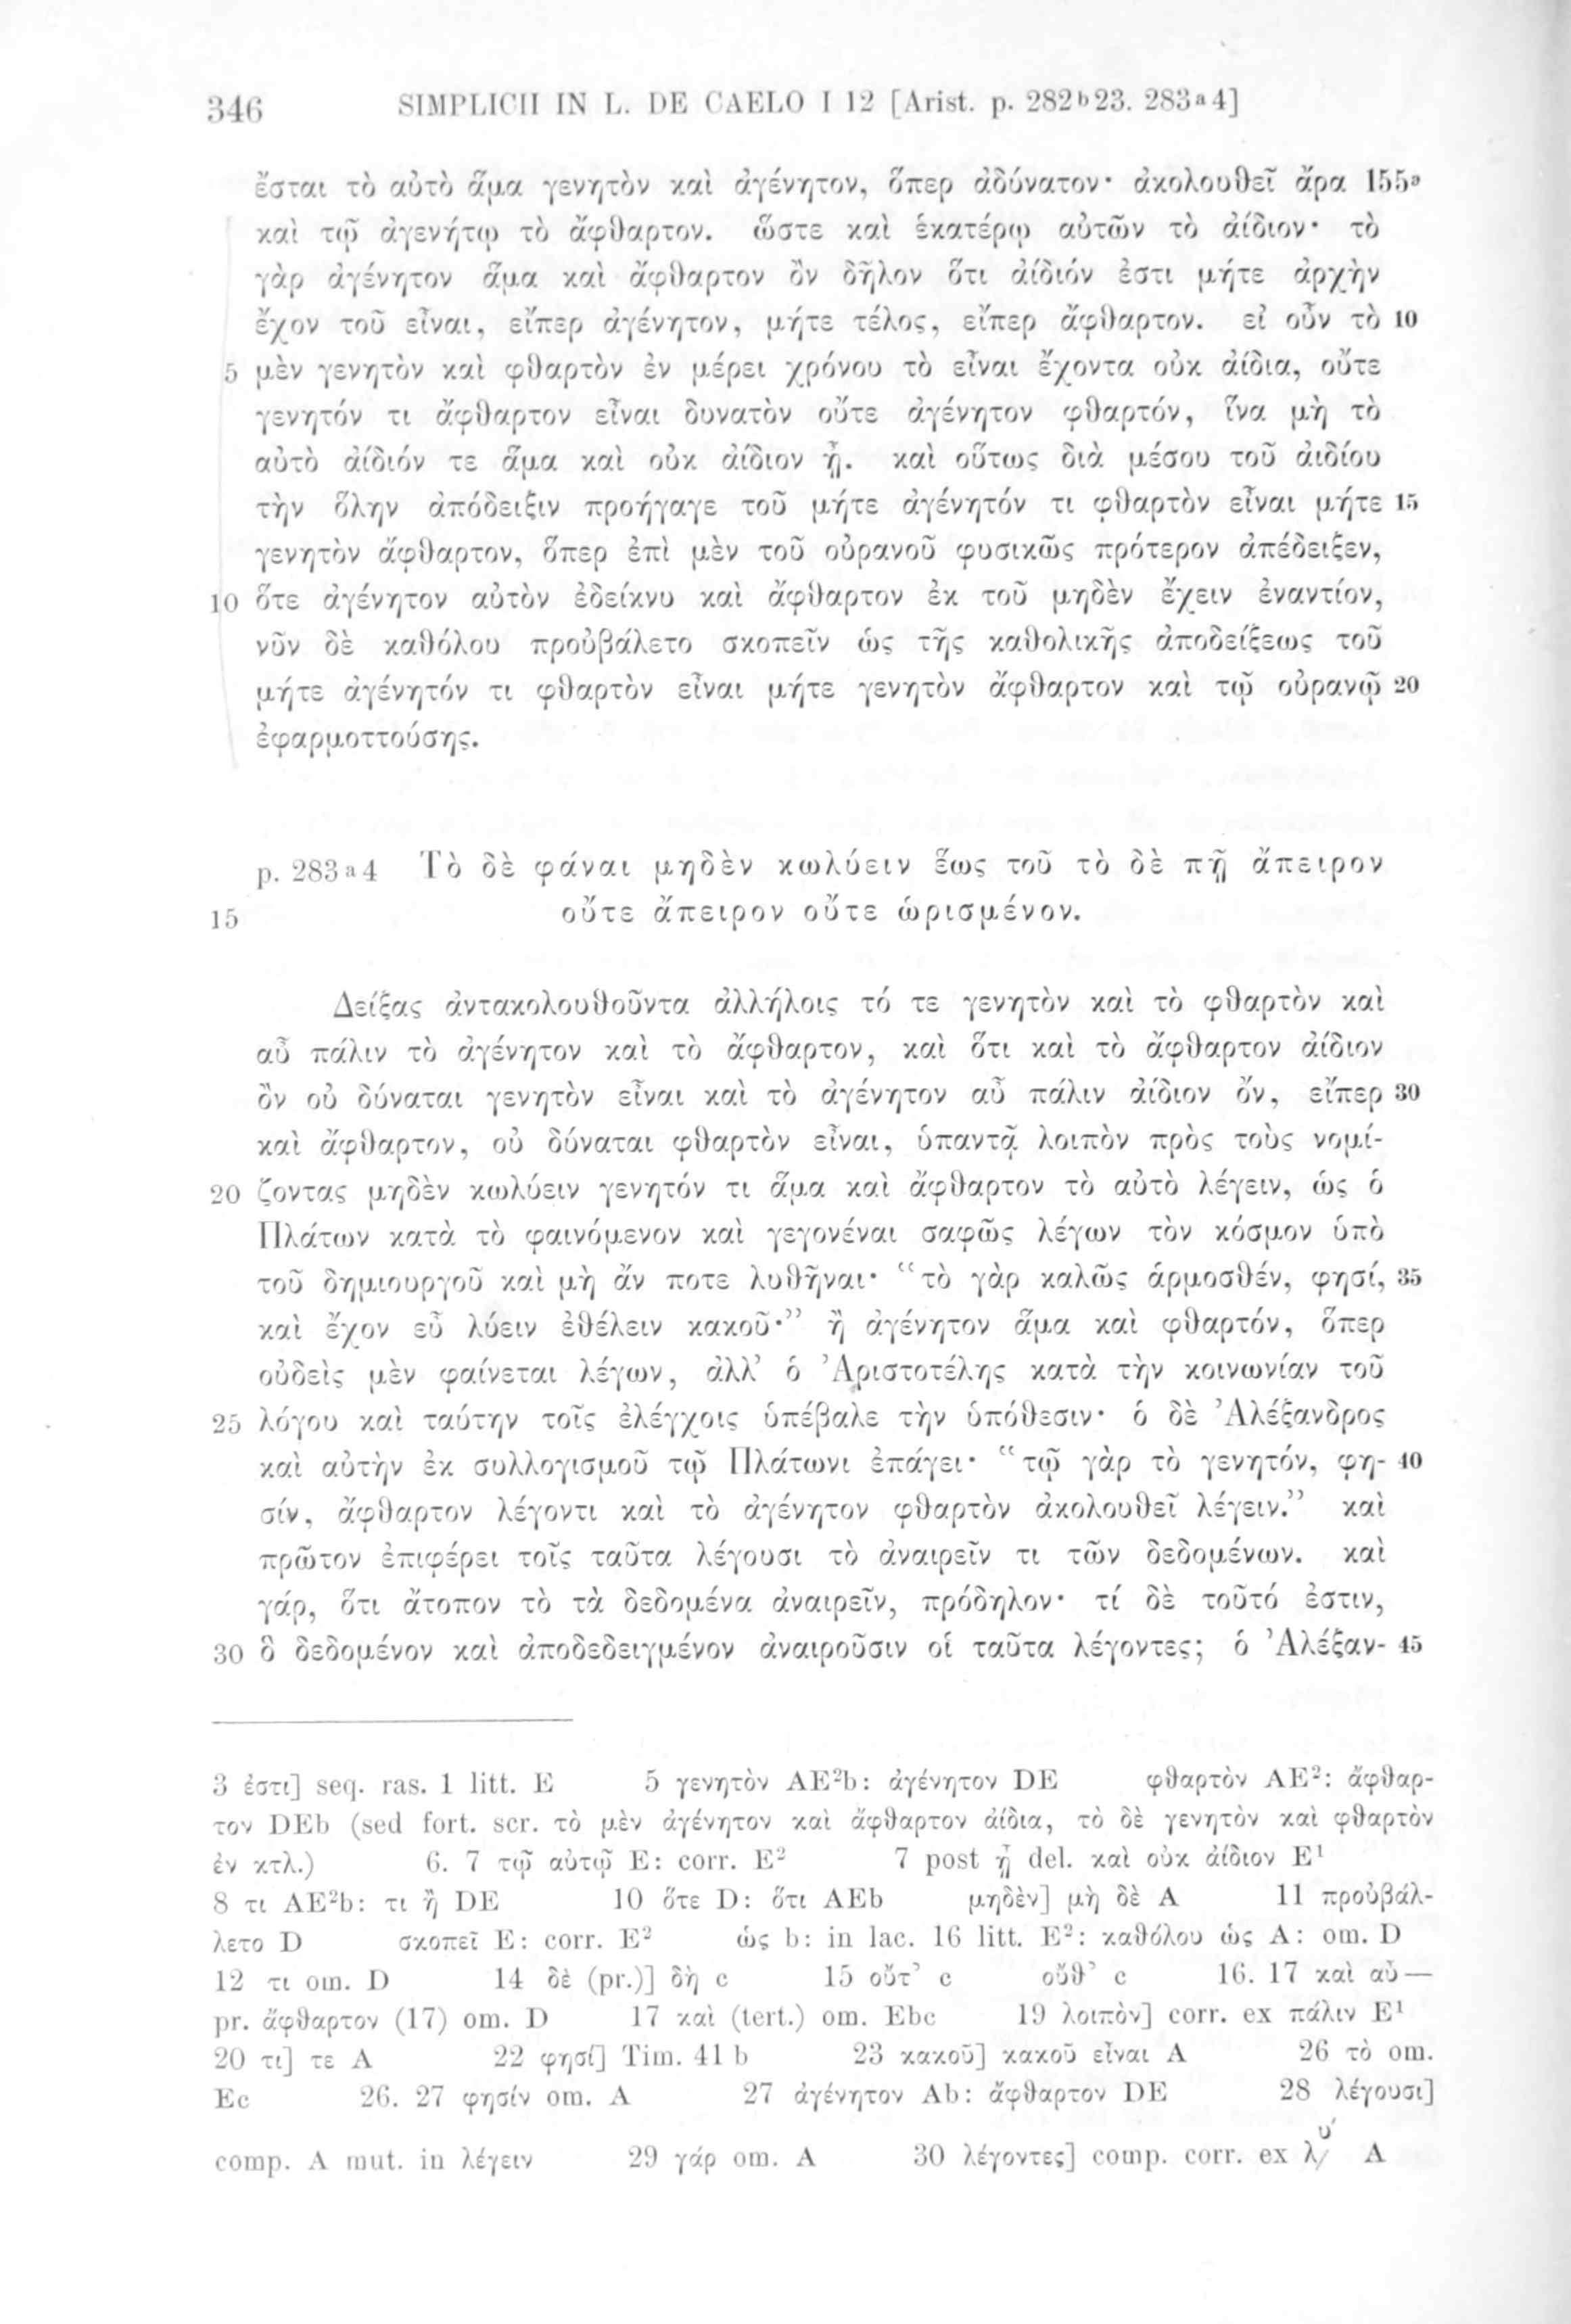 346 SIMPLICII IN L. DE CAELO I 12 [Arist. p. 282ᵇ23. 283ᵃ4]
ἔσται τὸ αὐτὸ ἅμα γενητὸν καὶ ἀγένητον, ὅπερ ἀδύνατον· ἀκολουθεῖ ἄρα 155ᵃ
καὶ τῷ ἀγενήτῳ τὸ ἄφθαρτον. ὥστε καὶ ἑκατέρῳ αὐτῶν τὸ ἀίδιον· τὸ
γὰρ ἀγένητον ἅμα καὶ ἄφθαρτον ὂν δῆλον ὅτι ἀίδιόν ἐστι μήτε ἀρχὴν
ἔχον τοῦ εἶναι, εἴπερ ἀγένητον, μήτε τέλος, εἴπερ ἄφθαρτον. εἰ οὖν τὸ 10
5 μὲν γενητὸν καὶ φθαρτὸν ἐν μέρει χρόνου τὸ εἶναι ἔχοντα οὐκ ἀίδια, οὔτε
γενητόν τι ἄφθαρτον εἶναι δυνατὸν οὔτε ἀγένητον φθαρτόν, ἵνα μὴ τὸ
αὐτὸ ἀίδιόν τε ἅμα καὶ οὐκ ἀίδιον ᾖ. καὶ οὕτως διὰ μέσου τοῦ ἀιδίου
τὴν ὅλην ἀπόδειξιν προήγαγε τοῦ μήτε ἀγένητόν τι φθαρτὸν εἶναι μήτε 15
γενητὸν ἄφθαρτον, ὅπερ ἐπὶ μὲν τοῦ οὐρανοῦ φυσικῶς πρότερον ἀπέδειξεν,
10 ὅτε ἀγένητον αὐτὸν ἐδείκνυ καὶ ἄφθαρτον ἐκ τοῦ μηδὲν ἔχειν ἐναντίον,
νῦν δὲ καθόλου προὐβάλετο σκοπεῖν ὡς τῆς καθολικῆς ἀποδείξεως τοῦ
μήτε ἀγένητόν τι φθαρτὸν εἶναι μήτε γενητὸν ἄφθαρτον καὶ τῷ οὐρανῷ 20
ἐφαρμοττούσης.
p. 283ᵃ4 Τὸ δὲ φάναι μηδὲν κωλύειν ἕως τοῦ τὸ δὲ πῇ ἄπειρον
15 οὔτε ἄπειρον οὔτε ὡρισμένον.
Δείξας ἀντακολουθοῦντα ἀλλήλοις τό τε γενητὸν καὶ τὸ φθαρτὸν καὶ
αὖ πάλιν τὸ ἀγένητον καὶ τὸ ἄφθαρτον, καὶ ὅτι καὶ τὸ ἄφθαρτον ἀίδιον
ὂν οὐ δύναται γενητὸν εἶναι καὶ τὸ ἀγένητον αὖ πάλιν ἀίδιον ὄν, εἴπερ 30
καὶ ἄφθαρτον, οὐ δύναται φθαρτὸν εἶναι, ὑπαντᾷ λοιπὸν πρὸς τοὺς νομί-
20 ζοντας μηδὲν κωλύειν γενητόν τι ἅμα καὶ ἄφθαρτον τὸ αὐτὸ λέγειν, ὡς ὁ
Πλάτων κατὰ τὸ φαινόμενον καὶ γεγονέναι σαφῶς λέγων τὸν κόσμον ὑπὸ
τοῦ δημιουργοῦ καὶ μὴ ἄν ποτε λυθῆναι· “τὸ γὰρ καλῶς ἁρμοσθέν, φησί, 35
καὶ ἔχον εὖ λύειν ἐθέλειν κακοῦ·” ἢ ἀγένητον ἅμα καὶ φθαρτόν, ὅπερ
οὐδεὶς μὲν φαίνεται λέγων, ἀλλ’ ὁ Ἀριστοτέλης κατὰ τὴν κοινωνίαν τοῦ
25 λόγου καὶ ταύτην τοῖς ἐλέγχοις ὑπέβαλε τὴν ὑπόθεσιν· ὁ δὲ Ἀλέξανδρος
καὶ αὐτὴν ἐκ συλλογισμοῦ τῷ Πλάτωνι ἐπάγει· “τῷ γὰρ τὸ γενητόν, φη- 40
σίν, ἄφθαρτον λέγοντι καὶ τὸ ἀγένητον φθαρτὸν ἀκολουθεῖ λέγειν.” καὶ
πρῶτον ἐπιφέρει τοῖς ταῦτα λέγουσι τὸ ἀναιρεῖν τι τῶν δεδομένων. καὶ
γάρ, ὅτι ἄτοπον τὸ τὰ δεδομένα ἀναιρεῖν, πρόδηλον· τί δὲ τοῦτό ἐστιν,
30 ὃ δεδομένον καὶ ἀποδεδειγμένον ἀναιροῦσιν οἱ ταῦτα λέγοντες; ὁ Ἀλέξαν- 45
3 ἐστι] seq. ras. 1 litt. E 5 γενητὸν AE²b: ἀγένητον DE φθαρτὸν AE²: ἄφθαρ-
τον DEb (sed fort. scr. τὸ μὲν ἀγένητον καὶ ἄφθαρτον ἀίδια, τὸ δὲ γενητὸν καὶ φθαρτὸν
ἐν κτλ.) 6. 7 τῷ αὐτῷ E: corr. E² 7 post ᾖ del. καὶ οὐκ ἀίδιον E¹
8 τι AE²b: τι ἢ DE 10 ὅτε D: ὅτι AEb μηδὲν] μὴ δὲ A 11 προὐβάλ-
λετο D σκοπεῖ E: corr. E² ὡς b: in lac. 16 litt. E²: καθόλου ὡς A: om. D
12 τι om. D 14 δὲ (pr.)] δὴ c 15 οὔτ’ c οὔθ’ c 16. 17 καὶ αὖ—
pr. ἄφθαρτον (17) om. D 17 καὶ (tert.) om. Ebc 19 λοιπὸν] corr. ex πάλιν E¹
20 τι] τε A 22 φησί] Tim. 41 b 23 κακοῦ] κακοῦ εἶναι A 26 τὸ om.
Ec 26. 27 φησίν om. A 27 ἀγένητον Ab: ἄφθαρτον DE 28 λέγουσι]
comp. A mut. in λέγειν 29 γάρ om. A 30 λέγοντες] comp. corr. ex λ/ A